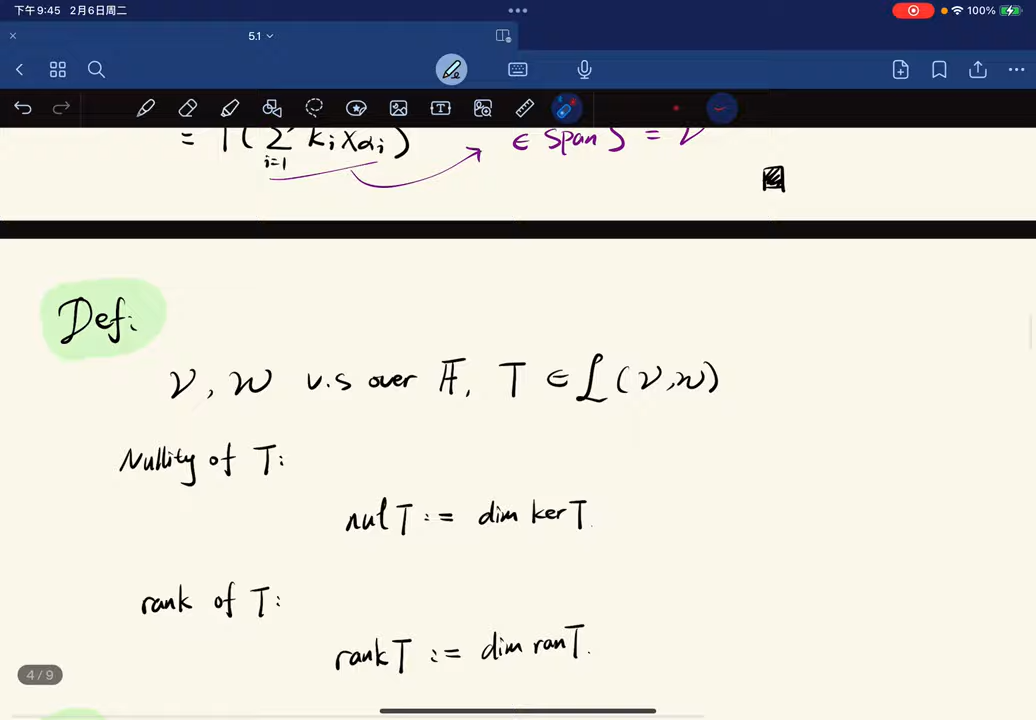 下午9:45 2月6日周二
100%
5.1
= T(∑ᵢ₌₁ kᵢxαᵢ) ∈ span S = V
Def:
V, W v.s over F, T ∈ L(V,W)
Nullity of T:
nul T := dim ker T.
rank of T:
rank T := dim ran T.
4/9